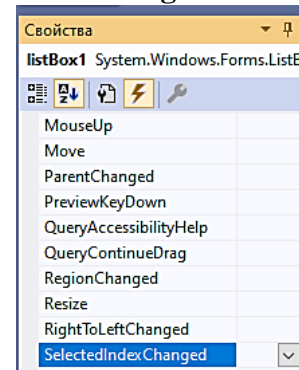 Свойства
listBox1 System.Windows.Forms.ListB
MouseUp
Move
ParentChanged
PreviewKeyDown
QueryAccessibilityHelp
QueryContinueDrag
RegionChanged
Resize
RightToLeftChanged
SelectedIndexChanged